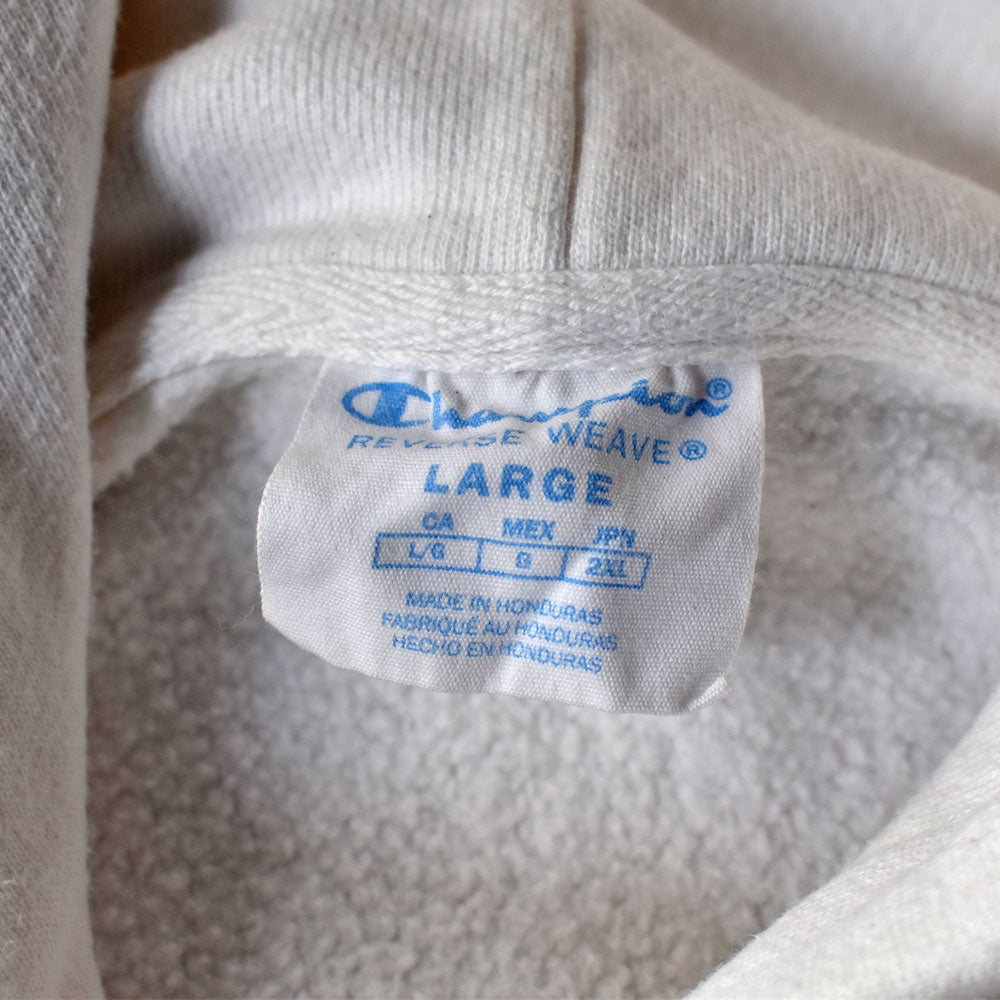 Champion®
REVERSE WEAVE®
LARGE
CA MEX JPN
L/G G 2XL
MADE IN HONDURAS
FABRIQUÉ AU HONDURAS
HECHO EN HONDURAS